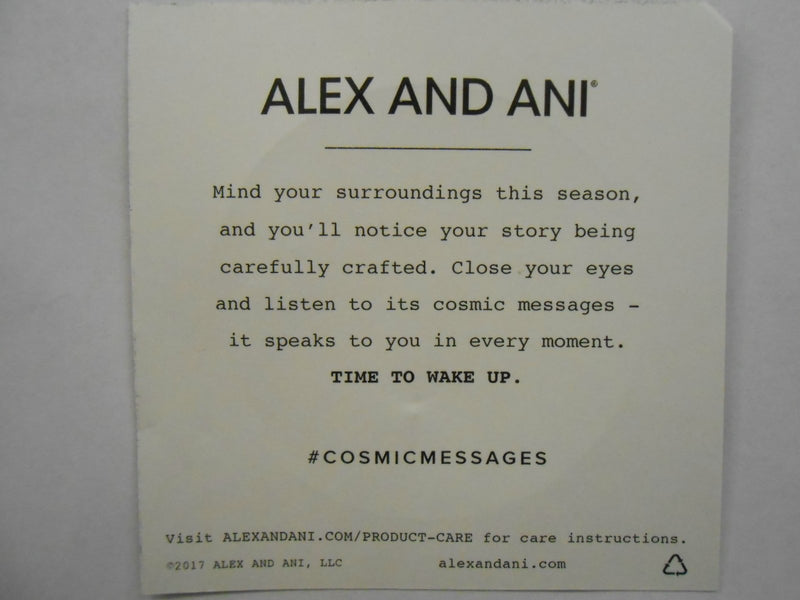 ALEX AND ANI®
Mind your surroundings this season,
and you'll notice your story being
carefully crafted. Close your eyes
and listen to its cosmic messages –
it speaks to you in every moment.
TIME TO WAKE UP.
#COSMICMESSAGES
Visit ALEXANDANI.COM/PRODUCT-CARE for care instructions.
©2017 ALEX AND ANI, LLC alexandani.com